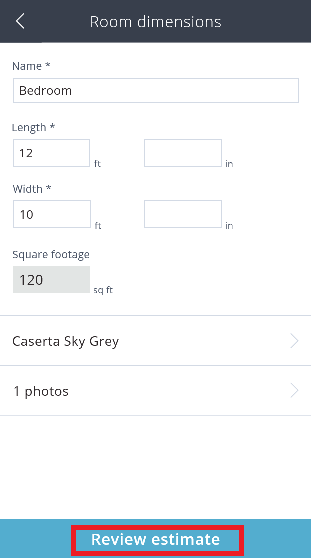 Room dimensions
Name *
Bedroom
Length *
12 ft in
Width *
10 ft in
Square footage
120 sq ft
Caserta Sky Grey
1 photos
Review estimate